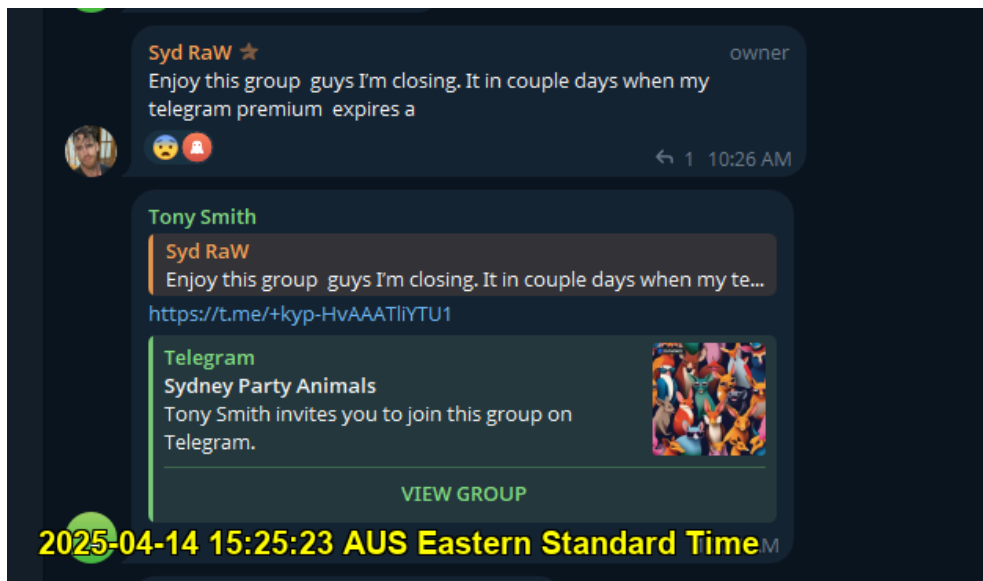 Syd RaW owner
Enjoy this group guys I'm closing. It in couple days when my
telegram premium expires a
1 10:26 AM
Tony Smith
Syd RaW
Enjoy this group guys I'm closing. It in couple days when my te...
https://t.me/+kyp-HvAAATliYTU1
Telegram
Sydney Party Animals
Tony Smith invites you to join this group on
Telegram.
VIEW GROUP
2025-04-14 15:25:23 AUS Eastern Standard Time